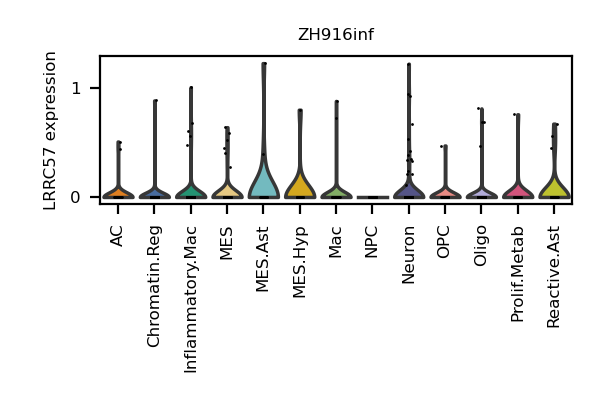 ZH916inf
LRRC57 expression
1
0
AC
Chromatin.Reg
Inflammatory.Mac
MES
MES.Ast
MES.Hyp
Mac
NPC
Neuron
OPC
Oligo
Prolif.Metab
Reactive.Ast